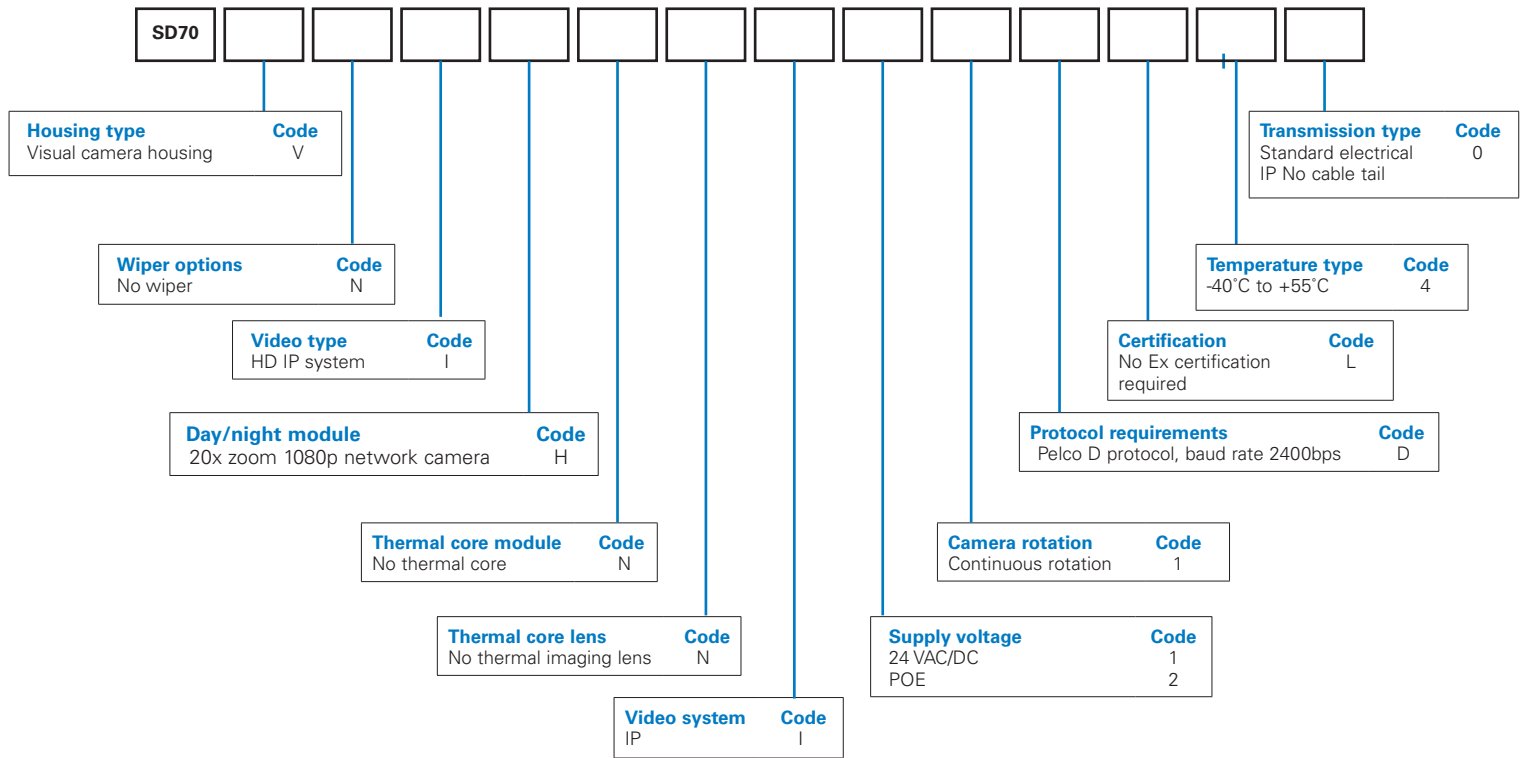 SD70
Housing type Code
Visual camera housing V
Transmission type Code
Standard electrical 0
IP No cable tail
Wiper options Code
No wiper N
Temperature type Code
-40˚C to +55˚C 4
Video type Code
HD IP system I
Certification Code
No Ex certification L
required
Day/night module Code
20x zoom 1080p network camera H
Protocol requirements Code
Pelco D protocol, baud rate 2400bps D
Thermal core module Code
No thermal core N
Camera rotation Code
Continuous rotation 1
Thermal core lens Code
No thermal imaging lens N
Supply voltage Code
24 VAC/DC 1
POE 2
Video system Code
IP I